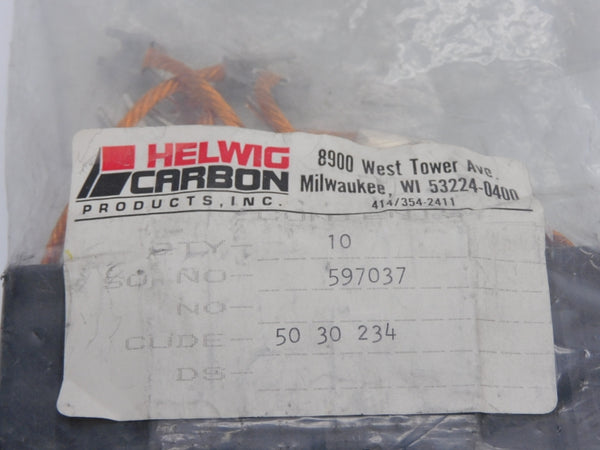 HELWIG
CARBON
PRODUCTS, INC.
8900 West Tower Ave.
Milwaukee, WI 53224-0400
414/354-2411
QTY- 10
SO. NO- 597037
NO-
CODE- 50 30 234
DS-